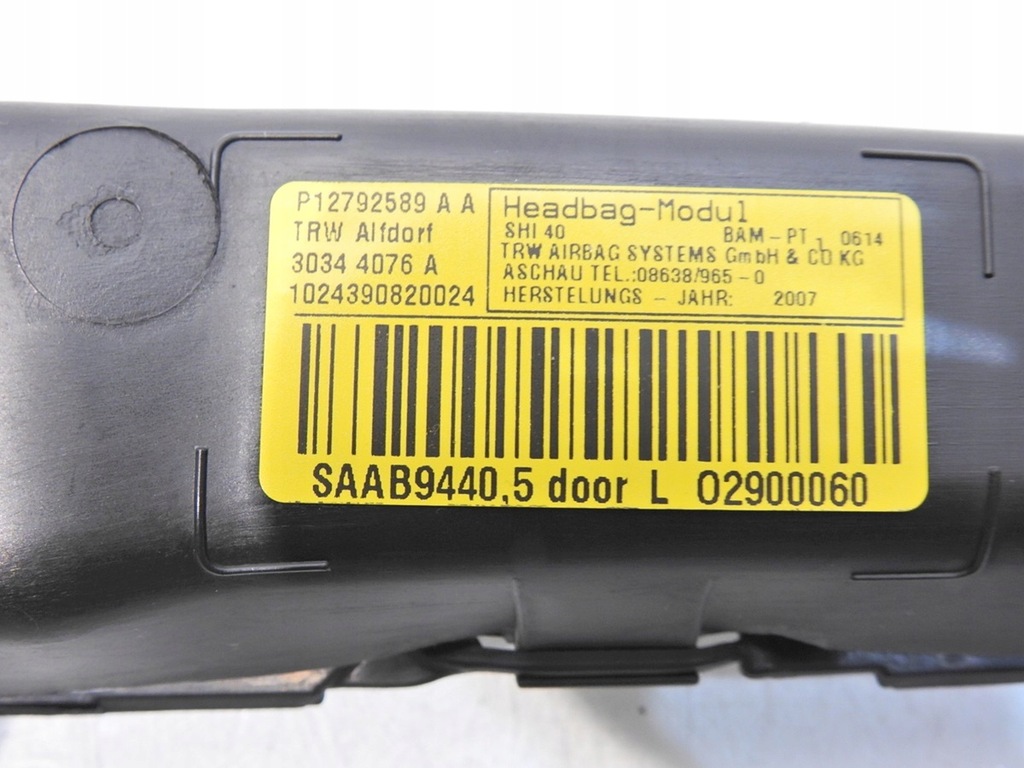 P12792589 A A
TRW Alfdorf
3034 4076 A
1024390820024
Headbag-Modul
SHI 40 BAM-PT 0614
TRW AIRBAG SYSTEMS GmbH & CO KG
ASCHAU TEL.:08638/965-0
HERSTELUNGS - JAHR: 2007
SAAB9440,5 door L O2900060